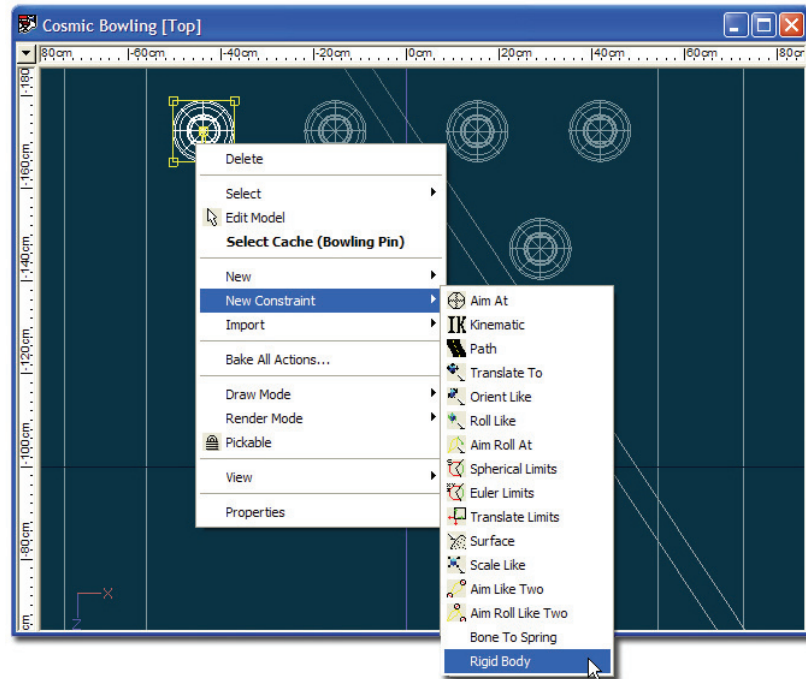 Cosmic Bowling [Top]
80cm -60cm -40cm -20cm 0cm 20cm 40cm 60cm
-180
-160cm
-140cm
-120cm
-100cm
-80cm
cm
Delete
Select
Edit Model
Select Cache (Bowling Pin)
New
New Constraint
Import
Bake All Actions...
Draw Mode
Render Mode
Pickable
View
Properties
Aim At
IK Kinematic
Path
Translate To
Orient Like
Roll Like
Aim Roll At
Spherical Limits
Euler Limits
Translate Limits
Surface
Scale Like
Aim Like Two
Aim Roll Like Two
Bone To Spring
Rigid Body
X
Z